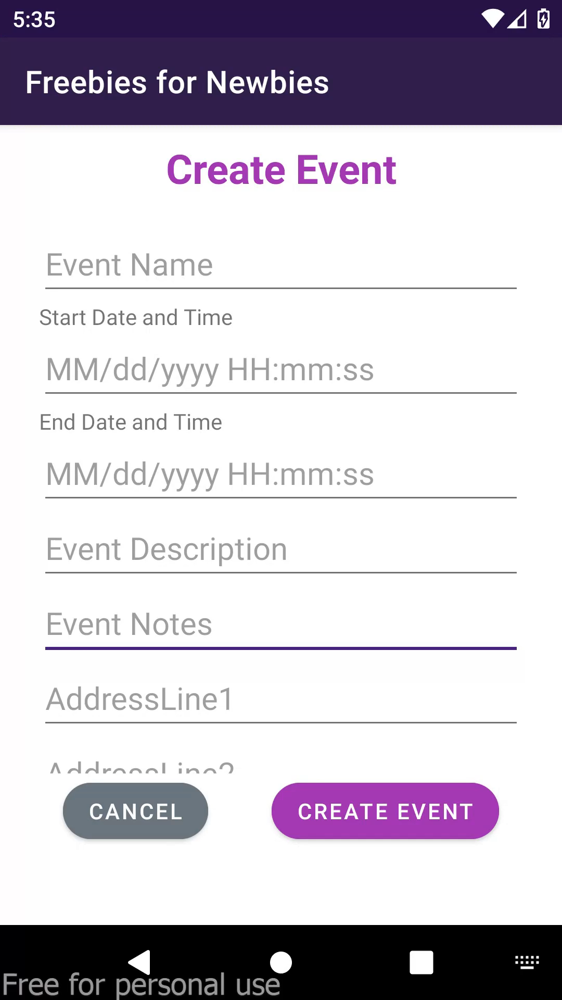 5:35
Freebies for Newbies
Create Event
Event Name
Start Date and Time
MM/dd/yyyy HH:mm:ss
End Date and Time
MM/dd/yyyy HH:mm:ss
Event Description
Event Notes
AddressLine1
AddressLine2
CANCEL
CREATE EVENT
Free for personal use